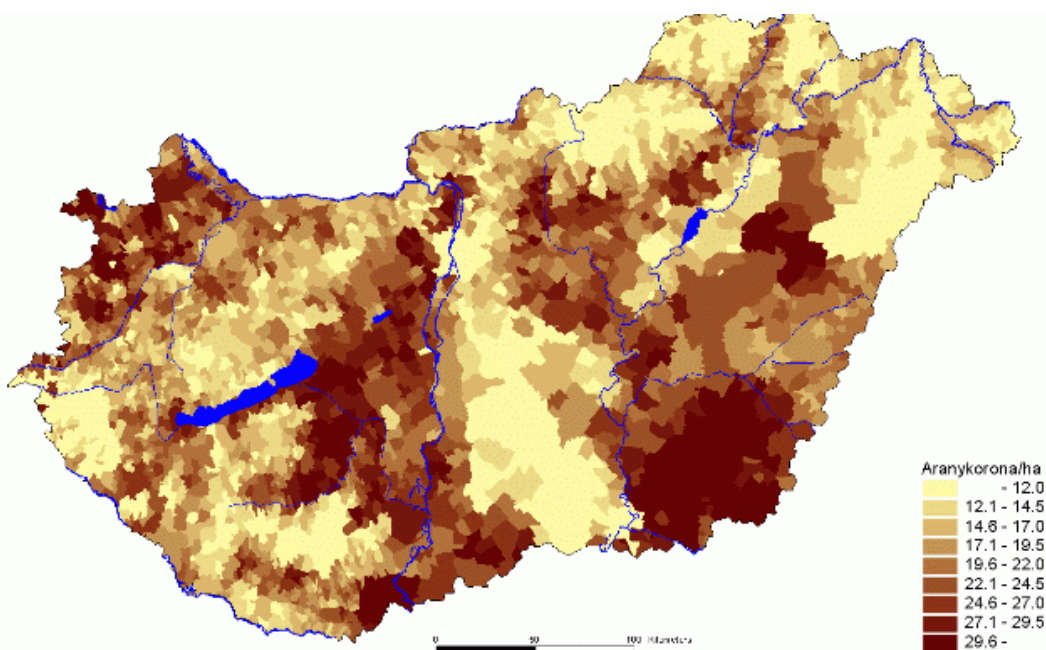 Aranykorona/ha
- 12.0
12.1 - 14.5
14.6 - 17.0
17.1 - 19.5
19.6 - 22.0
22.1 - 24.5
24.6 - 27.0
27.1 - 29.5
29.6 -
0 50 100 Kilometers